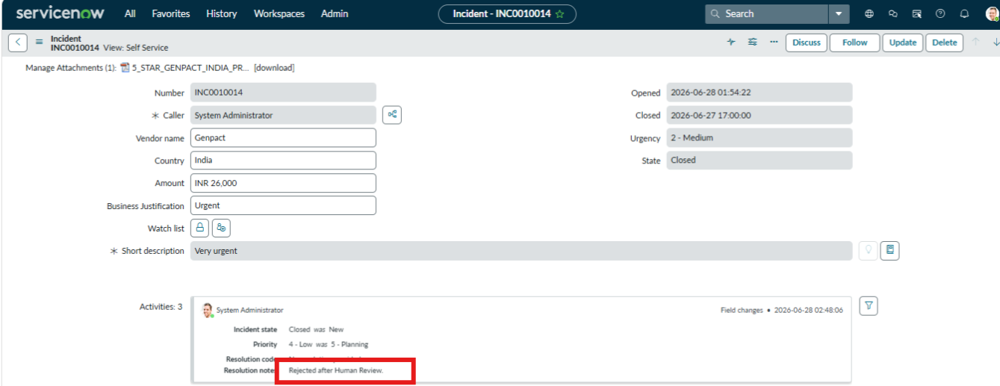 servicenow All Favorites History Workspaces Admin Incident - INC0010014 Search
Incident
INC0010014 View: Self Service
Discuss Follow Update Delete
Manage Attachments (1): 5_STAR_GENPACT_INDIA_PR... [download]
Number INC0010014 Opened 2026-06-28 01:54:22
Caller System Administrator Closed 2026-06-27 17:00:00
Vendor name Genpact Urgency 2 - Medium
Country India State Closed
Amount INR 26,000
Business Justification Urgent
Watch list
Short description Very urgent
Activities: 3
System Administrator Field changes • 2026-06-28 02:48:06
Incident state Closed was New
Priority 4 - Low was 5 - Planning
Resolution code
Resolution note Rejected after Human Review.